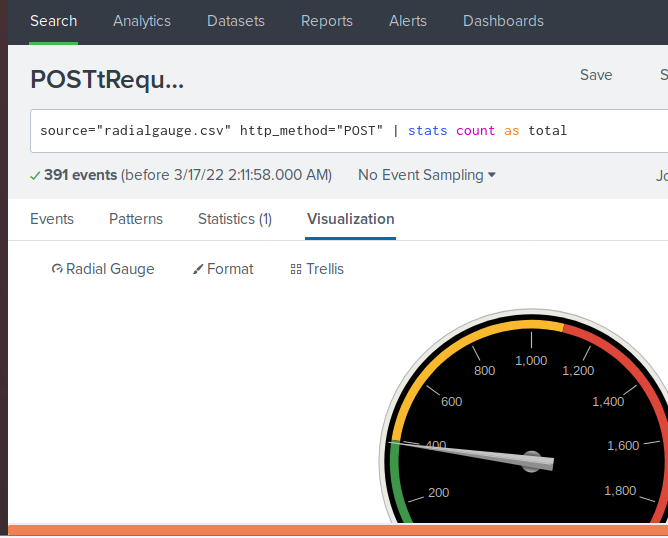 Search Analytics Datasets Reports Alerts Dashboards
POSTtRequ... Save S
source="radialgauge.csv" http_method="POST" | stats count as total
391 events (before 3/17/22 2:11:58.000 AM) No Event Sampling Jo
Events Patterns Statistics (1) Visualization
Radial Gauge Format Trellis
1,000
800 1,200
600 1,400
400 1,600
200 1,800